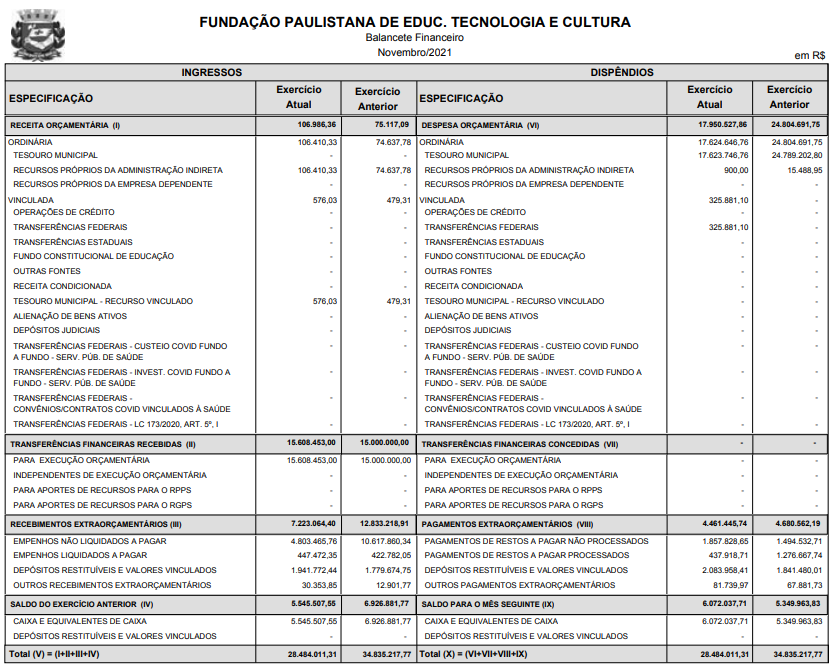 FUNDAÇÃO PAULISTANA DE EDUC. TECNOLOGIA E CULTURA
Balancete Financeiro
Novembro/2021
em R$
INGRESSOS DISPÊNDIOS
ESPECIFICAÇÃO Exercício Atual Exercício Anterior ESPECIFICAÇÃO Exercício Atual Exercício Anterior
RECEITA ORÇAMENTÁRIA (I) 106.986,36 75.117,09 DESPESA ORÇAMENTÁRIA (VI) 17.950.527,86 24.804.691,75
ORDINÁRIA 106.410,33 74.637,78 ORDINÁRIA 17.624.646,76 24.804.691,75
TESOURO MUNICIPAL - - TESOURO MUNICIPAL 17.623.746,76 24.789.202,80
RECURSOS PRÓPRIOS DA ADMINISTRAÇÃO INDIRETA 106.410,33 74.637,78 RECURSOS PRÓPRIOS DA ADMINISTRAÇÃO INDIRETA 900,00 15.488,95
RECURSOS PRÓPRIOS DA EMPRESA DEPENDENTE - - RECURSOS PRÓPRIOS DA EMPRESA DEPENDENTE - -
VINCULADA 576,03 479,31 VINCULADA 325.881,10 -
OPERAÇÕES DE CRÉDITO - - OPERAÇÕES DE CRÉDITO - -
TRANSFERÊNCIAS FEDERAIS - - TRANSFERÊNCIAS FEDERAIS 325.881,10 -
TRANSFERÊNCIAS ESTADUAIS - - TRANSFERÊNCIAS ESTADUAIS - -
FUNDO CONSTITUCIONAL DE EDUCAÇÃO - - FUNDO CONSTITUCIONAL DE EDUCAÇÃO - -
OUTRAS FONTES - - OUTRAS FONTES - -
RECEITA CONDICIONADA - - RECEITA CONDICIONADA - -
TESOURO MUNICIPAL - RECURSO VINCULADO 576,03 479,31 TESOURO MUNICIPAL - RECURSO VINCULADO - -
ALIENAÇÃO DE BENS ATIVOS - - ALIENAÇÃO DE BENS ATIVOS - -
DEPÓSITOS JUDICIAIS - - DEPÓSITOS JUDICIAIS - -
TRANSFERÊNCIAS FEDERAIS - CUSTEIO COVID FUNDO - - TRANSFERÊNCIAS FEDERAIS - CUSTEIO COVID FUNDO - -
A FUNDO - SERV. PÚB. DE SAÚDE A FUNDO - SERV. PÚB. DE SAÚDE
TRANSFERÊNCIAS FEDERAIS - INVEST. COVID FUNDO A - - TRANSFERÊNCIAS FEDERAIS - INVEST. COVID FUNDO A - -
FUNDO - SERV. PÚB. DE SAÚDE FUNDO - SERV. PÚB. DE SAÚDE
TRANSFERÊNCIAS FEDERAIS - - - TRANSFERÊNCIAS FEDERAIS - - -
CONVÊNIOS/CONTRATOS COVID VINCULADOS À SAÚDE CONVÊNIOS/CONTRATOS COVID VINCULADOS À SAÚDE
TRANSFERÊNCIAS FEDERAIS - LC 173/2020, ART. 5º, I - - TRANSFERÊNCIAS FEDERAIS - LC 173/2020, ART. 5º, I - -
TRANSFERÊNCIAS FINANCEIRAS RECEBIDAS (II) 15.608.453,00 15.000.000,00 TRANSFERÊNCIAS FINANCEIRAS CONCEDIDAS (VII) - -
PARA EXECUÇÃO ORÇAMENTÁRIA 15.608.453,00 15.000.000,00 PARA EXECUÇÃO ORÇAMENTÁRIA - -
INDEPENDENTES DE EXECUÇÃO ORÇAMENTÁRIA - - INDEPENDENTES DE EXECUÇÃO ORÇAMENTÁRIA - -
PARA APORTES DE RECURSOS PARA O RPPS - - PARA APORTES DE RECURSOS PARA O RPPS - -
PARA APORTES DE RECURSOS PARA O RGPS - - PARA APORTES DE RECURSOS PARA O RGPS - -
RECEBIMENTOS EXTRAORÇAMENTÁRIOS (III) 7.223.064,40 12.833.218,91 PAGAMENTOS EXTRAORÇAMENTÁRIOS (VIII) 4.461.445,74 4.680.562,19
EMPENHOS NÃO LIQUIDADOS A PAGAR 4.803.465,76 10.617.860,34 PAGAMENTOS DE RESTOS A PAGAR NÃO PROCESSADOS 1.857.828,65 1.494.532,71
EMPENHOS LIQUIDADOS A PAGAR 447.472,35 422.782,05 PAGAMENTOS DE RESTOS A PAGAR PROCESSADOS 437.918,71 1.276.667,74
DEPÓSITOS RESTITUÍVEIS E VALORES VINCULADOS 1.941.772,44 1.779.674,75 DEPÓSITOS RESTITUÍVEIS E VALORES VINCULADOS 2.083.958,41 1.841.480,01
OUTROS RECEBIMENTOS EXTRAORÇAMENTÁRIOS 30.353,85 12.901,77 OUTROS PAGAMENTOS EXTRAORÇAMENTÁRIOS 81.739,97 67.881,73
SALDO DO EXERCÍCIO ANTERIOR (IV) 5.545.507,55 6.926.881,77 SALDO PARA O MÊS SEGUINTE (IX) 6.072.037,71 5.349.963,83
CAIXA E EQUIVALENTES DE CAIXA 5.545.507,55 6.926.881,77 CAIXA E EQUIVALENTES DE CAIXA 6.072.037,71 5.349.963,83
DEPÓSITOS RESTITUÍVEIS E VALORES VINCULADOS - - DEPÓSITOS RESTITUÍVEIS E VALORES VINCULADOS - -
Total (V) = (I+II+III+IV) 28.484.011,31 34.835.217,77 Total (X) = (VI+VII+VIII+IX) 28.484.011,31 34.835.217,77